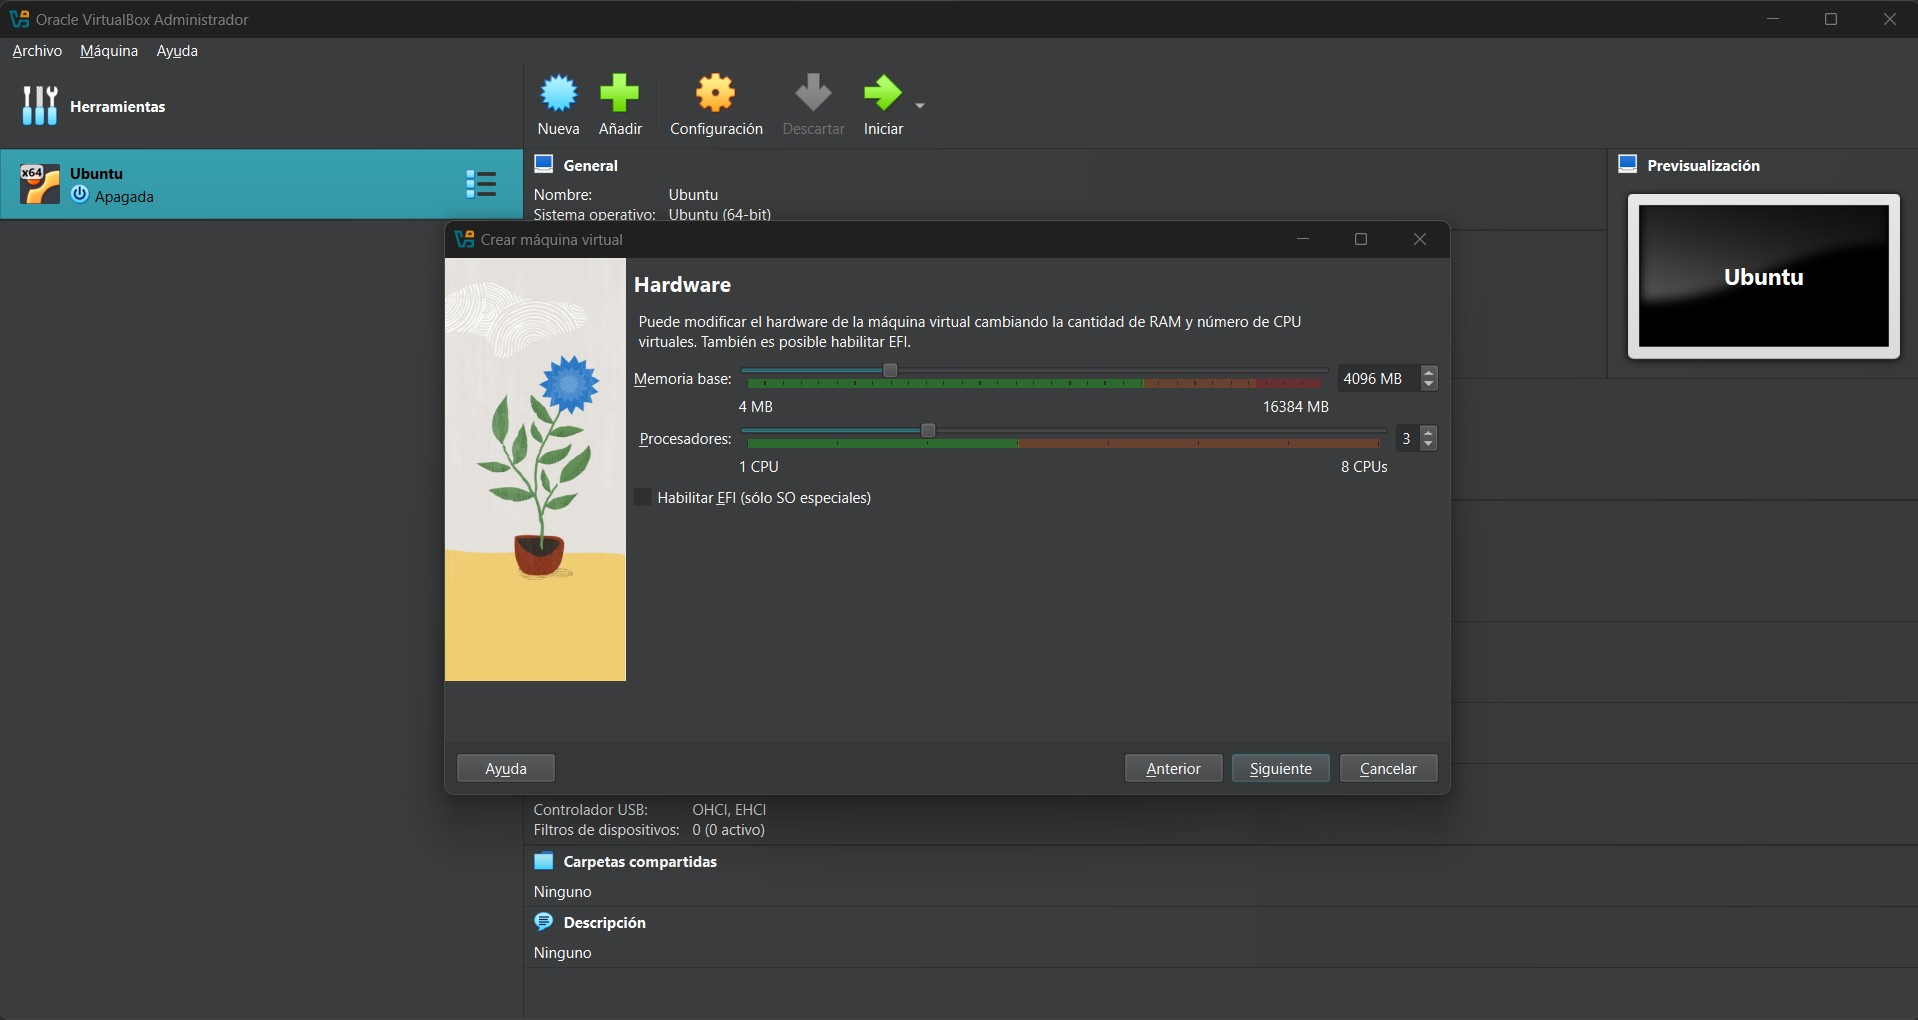 Oracle VirtualBox Administrador
Archivo Máquina Ayuda
Herramientas
Nueva Añadir Configuración Descartar Iniciar
x64
Ubuntu
Apagada
General
Nombre: Ubuntu
Sistema operativo: Ubuntu (64-bit)
Previsualización
Ubuntu
Crear máquina virtual
Hardware
Puede modificar el hardware de la máquina virtual cambiando la cantidad de RAM y número de CPU
virtuales. También es posible habilitar EFI.
Memoria base: 4096 MB
4 MB 16384 MB
Procesadores: 3
1 CPU 8 CPUs
Habilitar EFI (sólo SO especiales)
Ayuda Anterior Siguiente Cancelar
Controlador USB: OHCI, EHCI
Filtros de dispositivos: 0 (0 activo)
Carpetas compartidas
Ninguno
Descripción
Ninguno